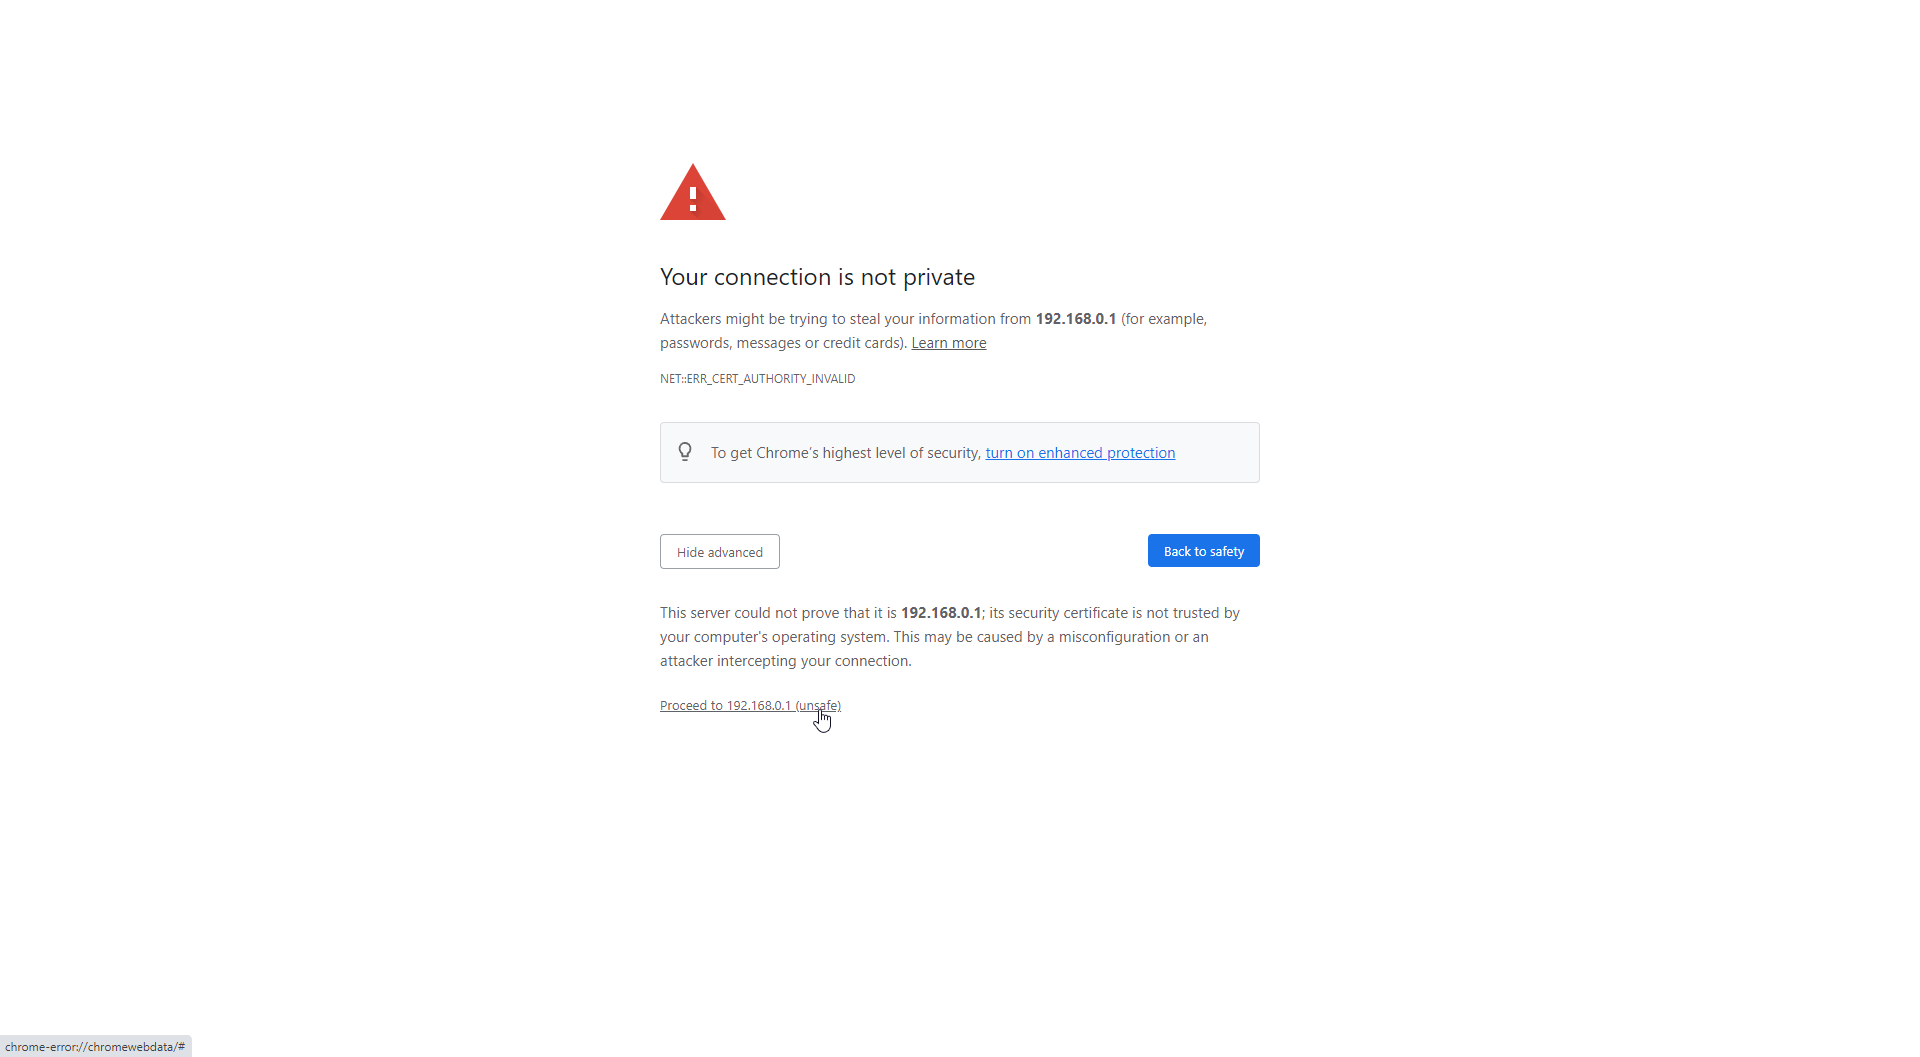 Your connection is not private
Attackers might be trying to steal your information from 192.168.0.1 (for example,
passwords, messages or credit cards). Learn more
NET::ERR_CERT_AUTHORITY_INVALID
To get Chrome's highest level of security, turn on enhanced protection
Hide advanced
Back to safety
This server could not prove that it is 192.168.0.1; its security certificate is not trusted by
your computer's operating system. This may be caused by a misconfiguration or an
attacker intercepting your connection.
Proceed to 192.168.0.1 (unsafe)
chrome-error://chromewebdata/#